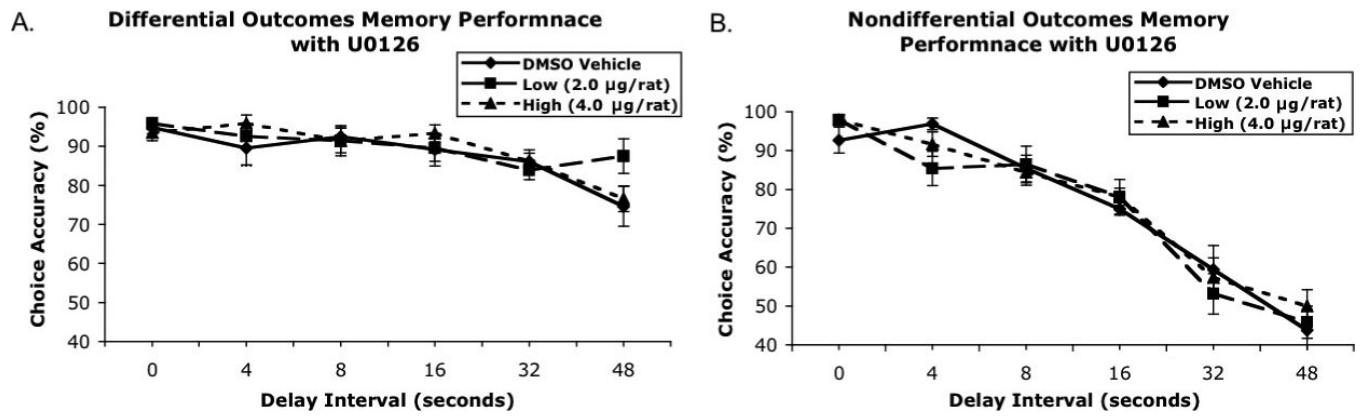 A.
Differential Outcomes Memory Performnace
with U0126
DMSO Vehicle
Low (2.0 µg/rat)
High (4.0 µg/rat)
Choice Accuracy (%)
100
90
80
70
60
50
40
0 4 8 16 32 48
Delay Interval (seconds)
B.
Nondifferential Outcomes Memory
Performnace with U0126
DMSO Vehicle
Low (2.0 µg/rat)
High (4.0 µg/rat)
Choice Accuracy (%)
100
90
80
70
60
50
40
0 4 8 16 32 48
Delay Interval (seconds)